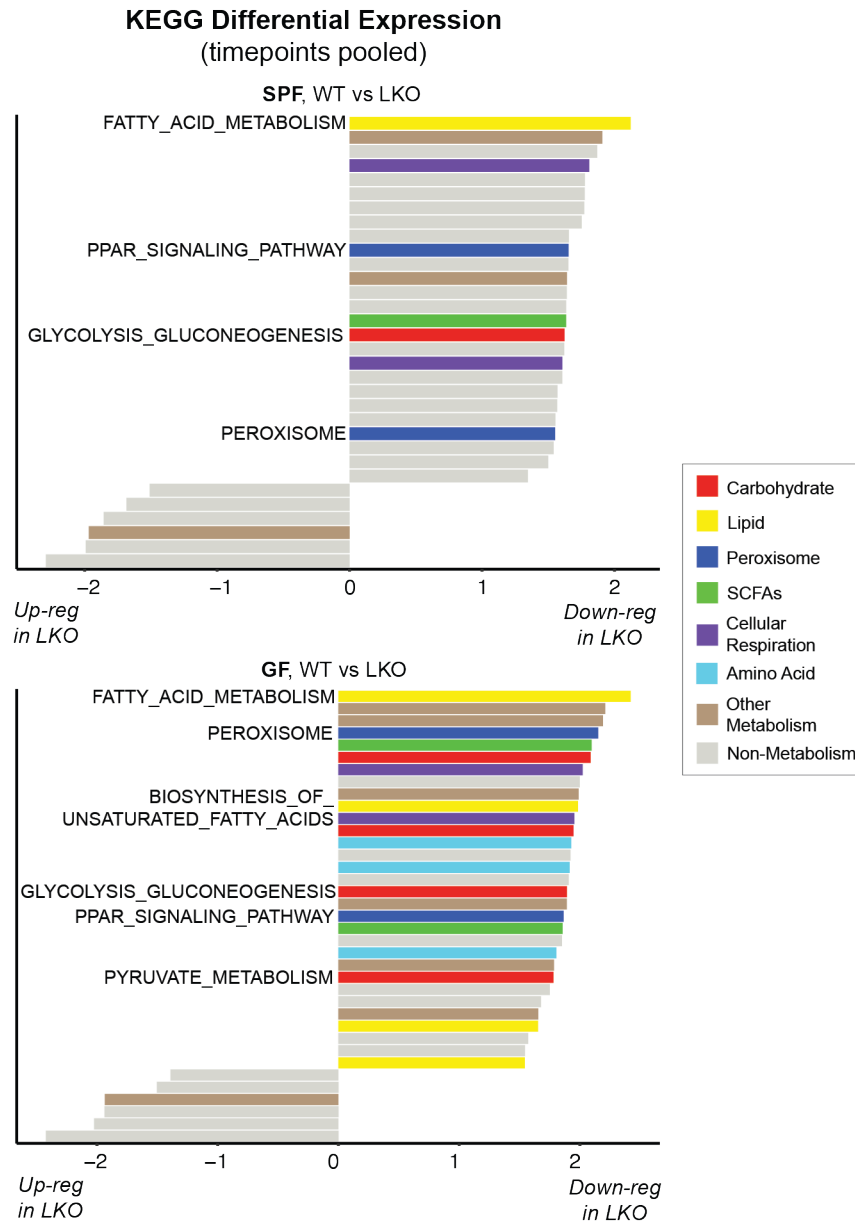 KEGG Differential Expression
(timepoints pooled)
SPF, WT vs LKO
FATTY_ACID_METABOLISM
PPAR_SIGNALING_PATHWAY
GLYCOLYSIS_GLUCONEOGENESIS
PEROXISOME
−2
−1
0
1
2
Up-reg
in LKO
Down-reg
in LKO
Carbohydrate
Lipid
Peroxisome
SCFAs
Cellular
Respiration
Amino Acid
Other
Metabolism
Non-Metabolism
GF, WT vs LKO
FATTY_ACID_METABOLISM
PEROXISOME
BIOSYNTHESIS_OF_
UNSATURATED_FATTY_ACIDS
GLYCOLYSIS_GLUCONEOGENESIS
PPAR_SIGNALING_PATHWAY
PYRUVATE_METABOLISM
−2
−1
0
1
2
Up-reg
in LKO
Down-reg
in LKO